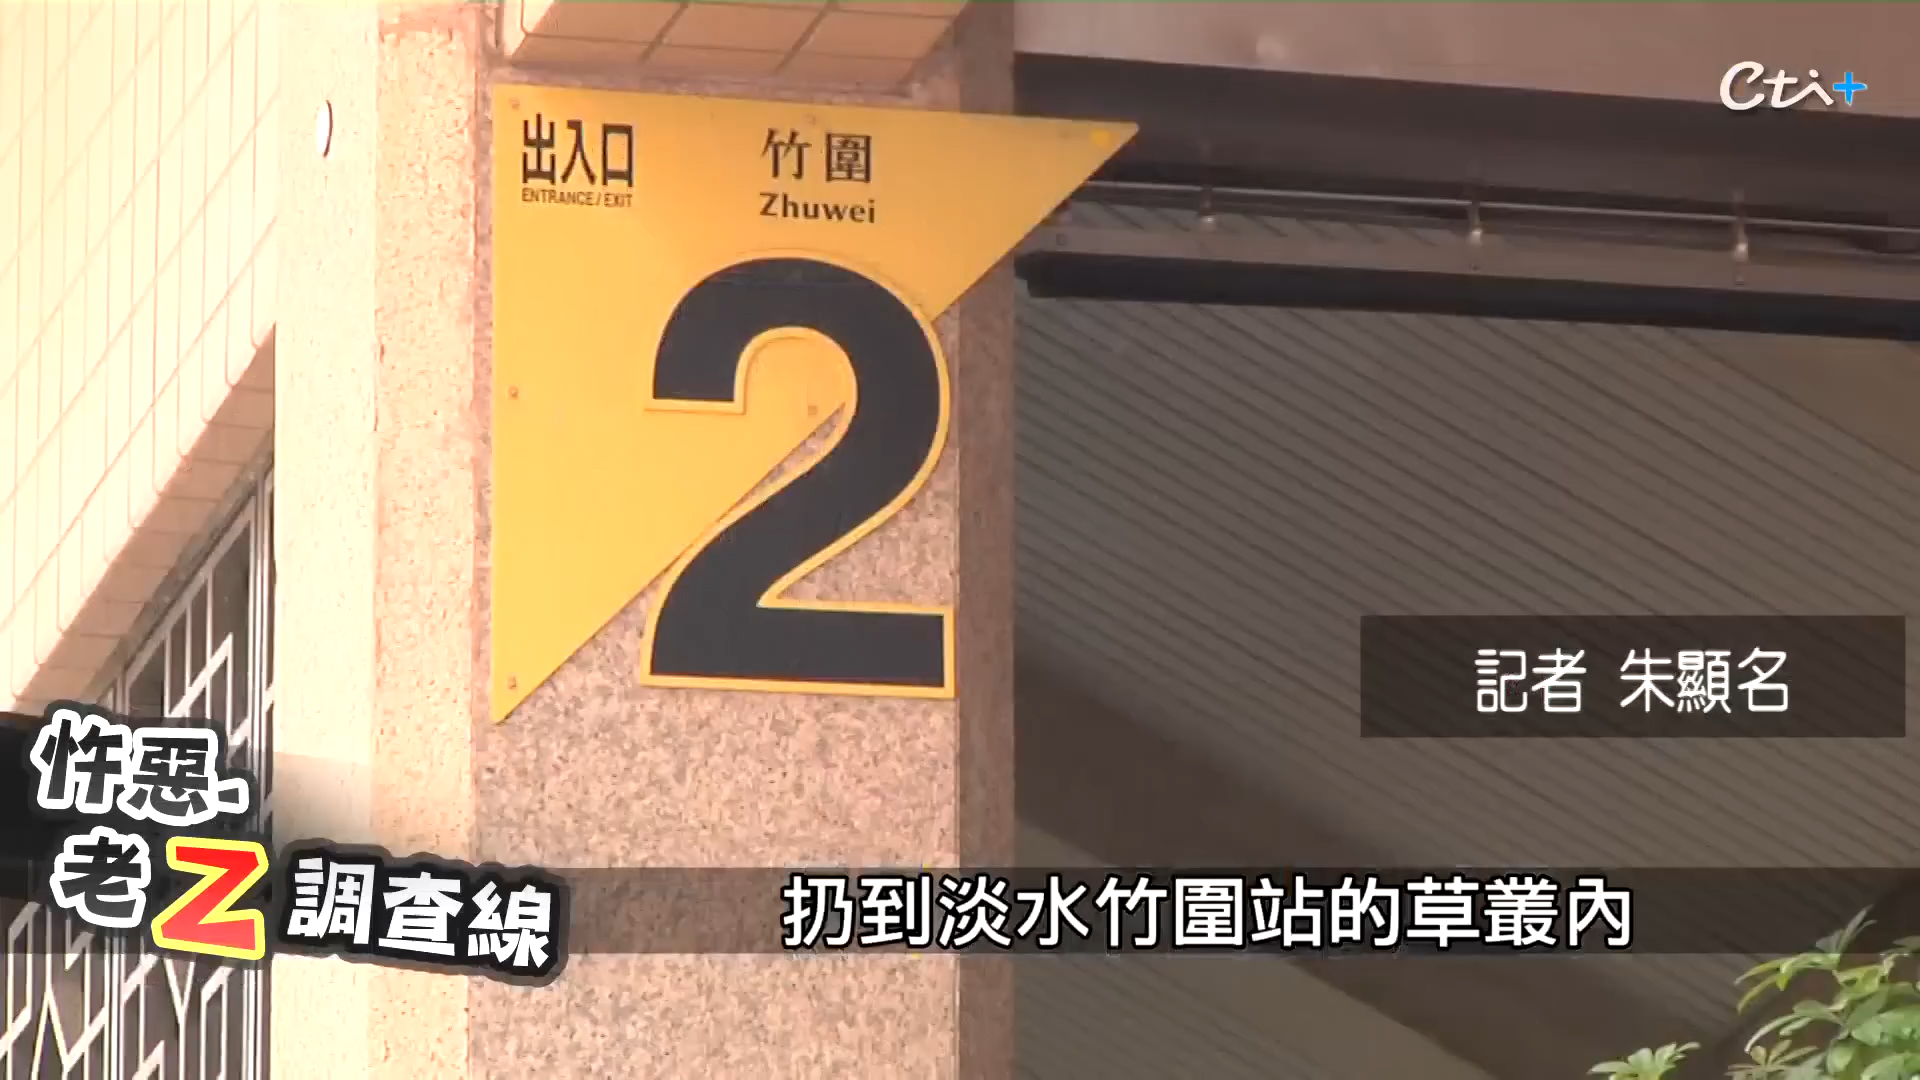 Cti+
出入口
ENTRANCE/EXIT
竹圍
Zhuwei
2
記者 朱顯名
忤惡-
老Z調查線
扔到淡水竹圍站的草叢內